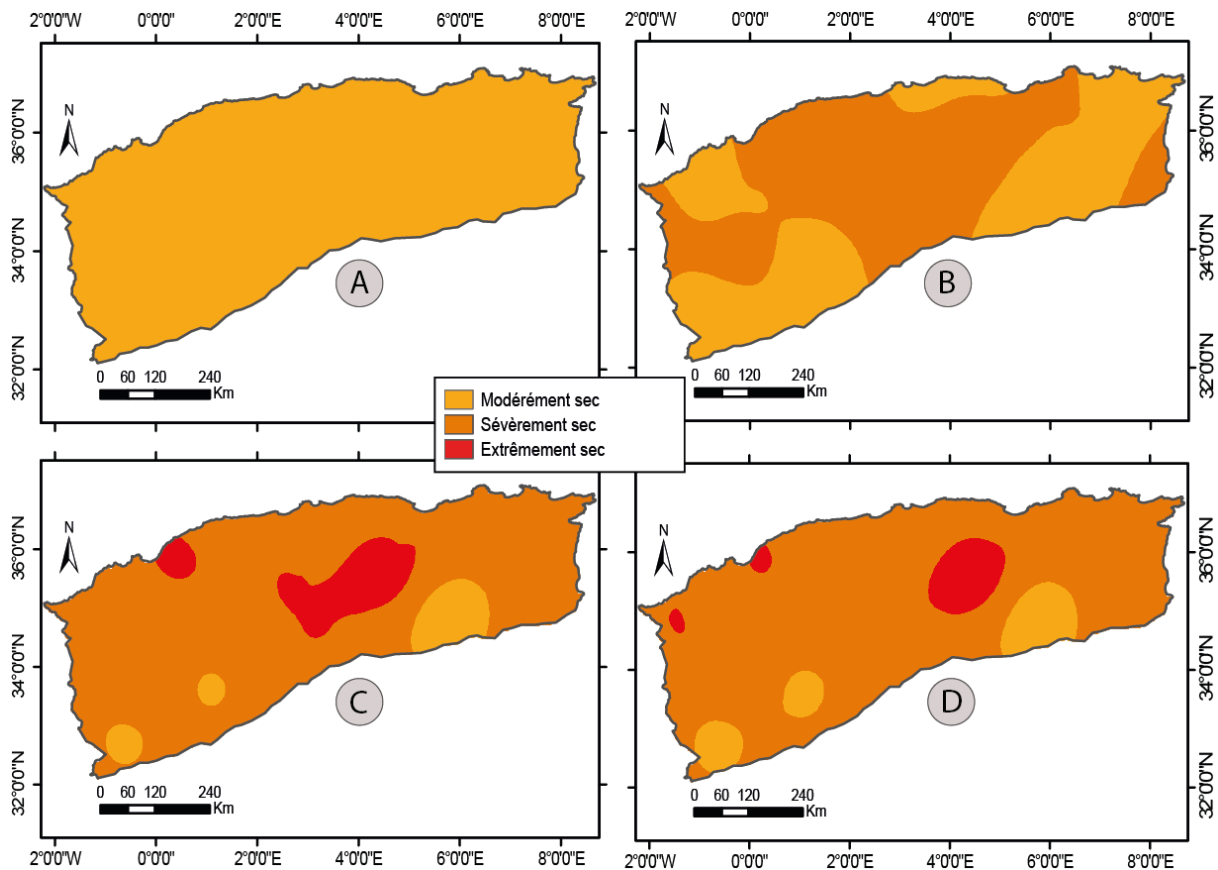 2°0'0"W 0°0'0" 2°0'0"E 4°0'0"E 6°0'0"E 8°0'0"E
2°0'0"W 0°0'0" 2°0'0"E 4°0'0"E 6°0'0"E 8°0'0"E
36°0'0"N
34°0'0"N
32°0'0"N
N
A
0 60 120 240
Km
N
B
0 60 120 240
Km
36°0'0"N
34°0'0"N
32°0'0"N
Modérément sec
Sévèrement sec
Extrêmement sec
36°0'0"N
34°0'0"N
32°0'0"N
N
C
0 60 120 240
Km
N
D
0 60 120 240
Km
36°0'0"N
34°0'0"N
32°0'0"N
2°0'0"W 0°0'0" 2°0'0"E 4°0'0"E 6°0'0"E 8°0'0"E
2°0'0"W 0°0'0" 2°0'0"E 4°0'0"E 6°0'0"E 8°0'0"E